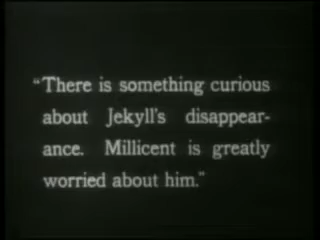 "There is something curious
about Jekyll's disappear-
ance. Millicent is greatly
worried about him."